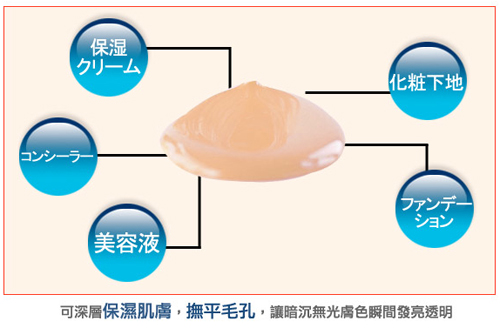 保湿
クリーム
化粧下地
コンシーラー
ファンデー
ション
美容液
可深層保濕肌膚，撫平毛孔，讓暗沉無光膚色瞬間發亮透明